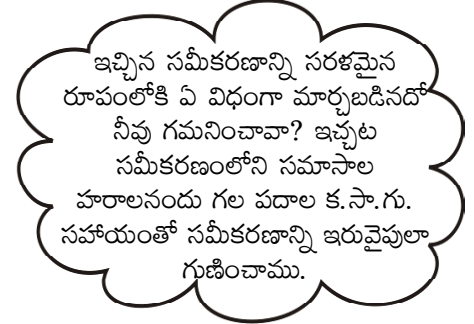 ఇచ్చిన సమీకరణాన్ని సరళమైన
రూపంలోకి ఏ విధంగా మార్చబడినదో
నీవు గమనించావా? ఇచ్చట
సమీకరణంలోని సమాసాల
హరాలనందు గల పదాల క.సా.గు.
సహాయంతో సమీకరణాన్ని ఇరువైపులా
గుణించాము.